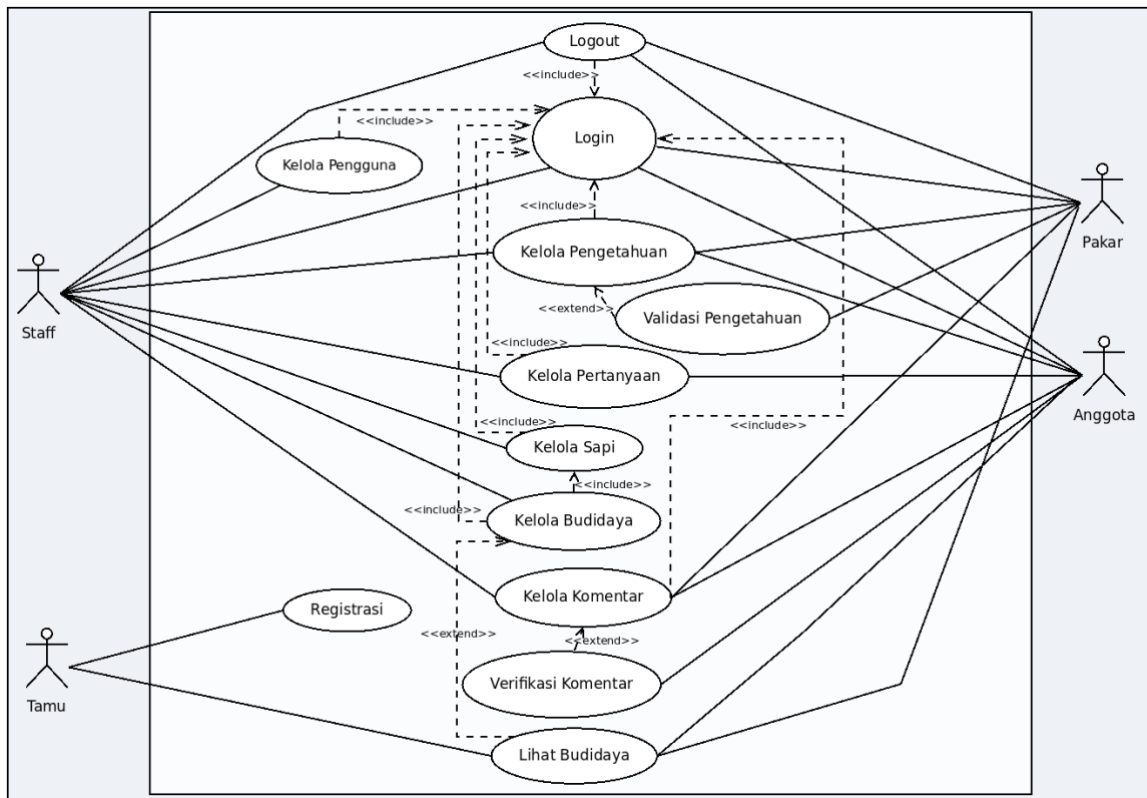 Logout
<<include>>
<<include>>
Login
Kelola Pengguna
<<include>>
Pakar
Kelola Pengetahuan
<<extend>>
Validasi Pengetahuan
Staff
<<include>>
Kelola Pertanyaan
Anggota
<<include>>
<<include>>
Kelola Sapi
<<include>>
<<include>>
Kelola Budidaya
Kelola Komentar
Registrasi
<<extend>>
<<extend>>
Verifikasi Komentar
Tamu
Lihat Budidaya